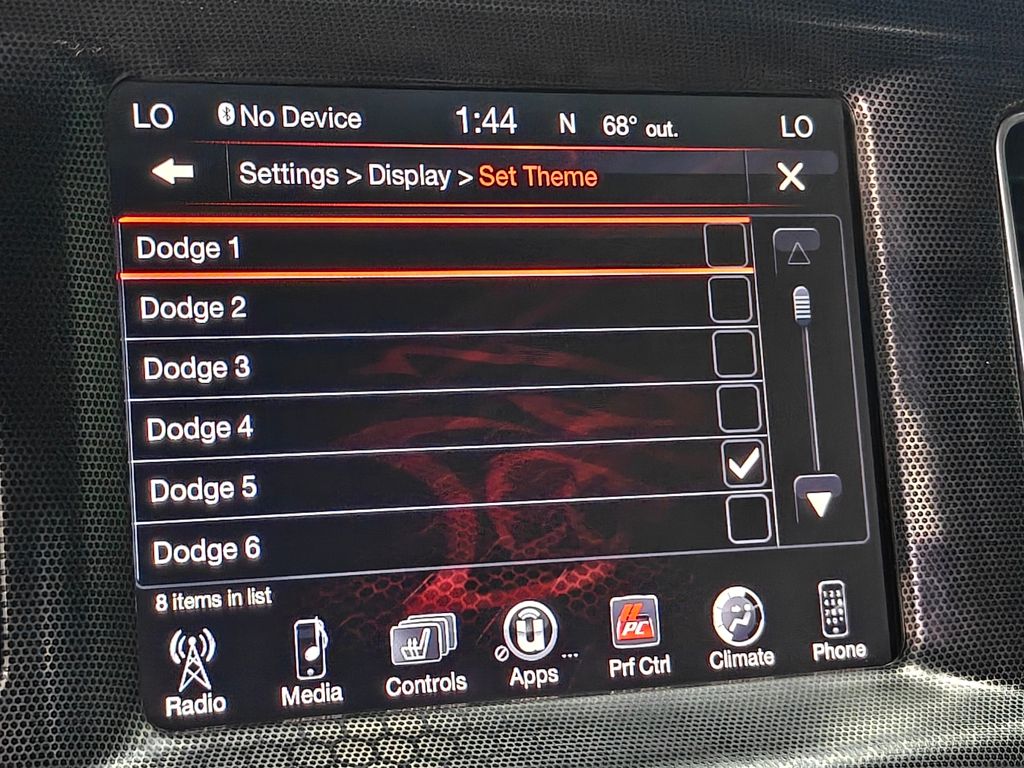 LO No Device 1:44 N 68° out. LO
Settings > Display > Set Theme X
Dodge 1
Dodge 2
Dodge 3
Dodge 4
Dodge 5
Dodge 6
8 items in list
PC
Radio Media Controls Apps ... Prf Ctrl Climate Phone